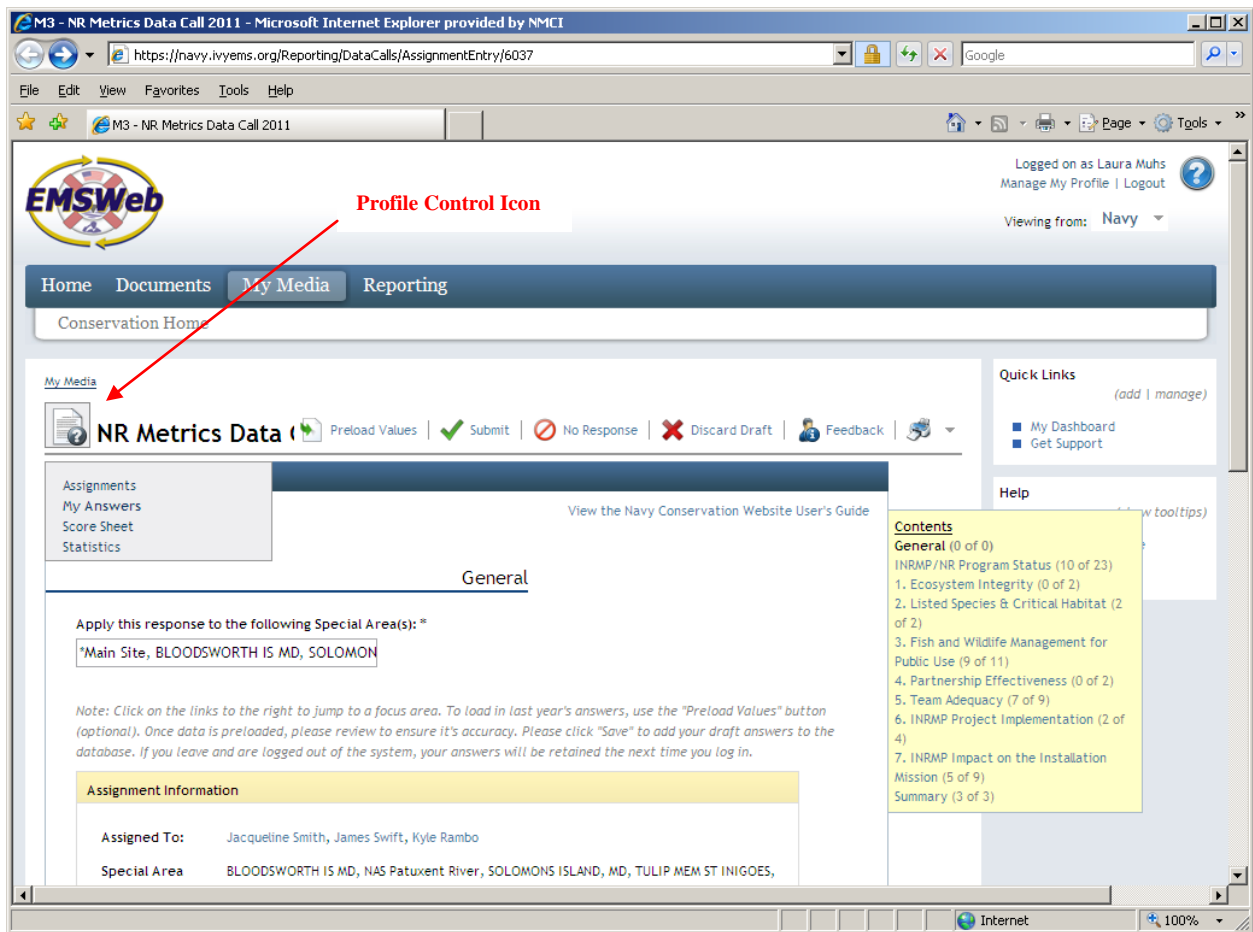 M3 - NR Metrics Data Call 2011 - Microsoft Internet Explorer provided by NMCI
https://navy.ivyems.org/Reporting/DataCalls/AssignmentEntry/6037
Google
File Edit View Favorites Tools Help
M3 - NR Metrics Data Call 2011
Page Tools
EMSWeb
Profile Control Icon
Logged on as Laura Muhs
Manage My Profile | Logout
Viewing from: Navy
Home Documents My Media Reporting
Conservation Home
My Media
NR Metrics Data
Preload Values | Submit | No Response | Discard Draft | Feedback |
Assignments
My Answers
Score Sheet
Statistics
View the Navy Conservation Website User's Guide
General
Apply this response to the following Special Area(s): *
*Main Site, BLOODSWORTH IS MD, SOLOMON
Note: Click on the links to the right to jump to a focus area. To load in last year's answers, use the "Preload Values" button
(optional). Once data is preloaded, please review to ensure it's accuracy. Please click "Save" to add your draft answers to the
database. If you leave and are logged out of the system, your answers will be retained the next time you log in.
Assignment Information
Assigned To: Jacqueline Smith, James Swift, Kyle Rambo
Special Area BLOODSWORTH IS MD, NAS Patuxent River, SOLOMONS ISLAND, MD, TULIP MEM ST INIGOES,
Quick Links
(add | manage)
My Dashboard
Get Support
Help
tooltips)
Contents
General (0 of 0)
INRMP/NR Program Status (10 of 23)
1. Ecosystem Integrity (0 of 2)
2. Listed Species & Critical Habitat (2
of 2)
3. Fish and Wildlife Management for
Public Use (9 of 11)
4. Partnership Effectiveness (0 of 2)
5. Team Adequacy (7 of 9)
6. INRMP Project Implementation (2 of
4)
7. INRMP Impact on the Installation
Mission (5 of 9)
Summary (3 of 3)
Internet
100%